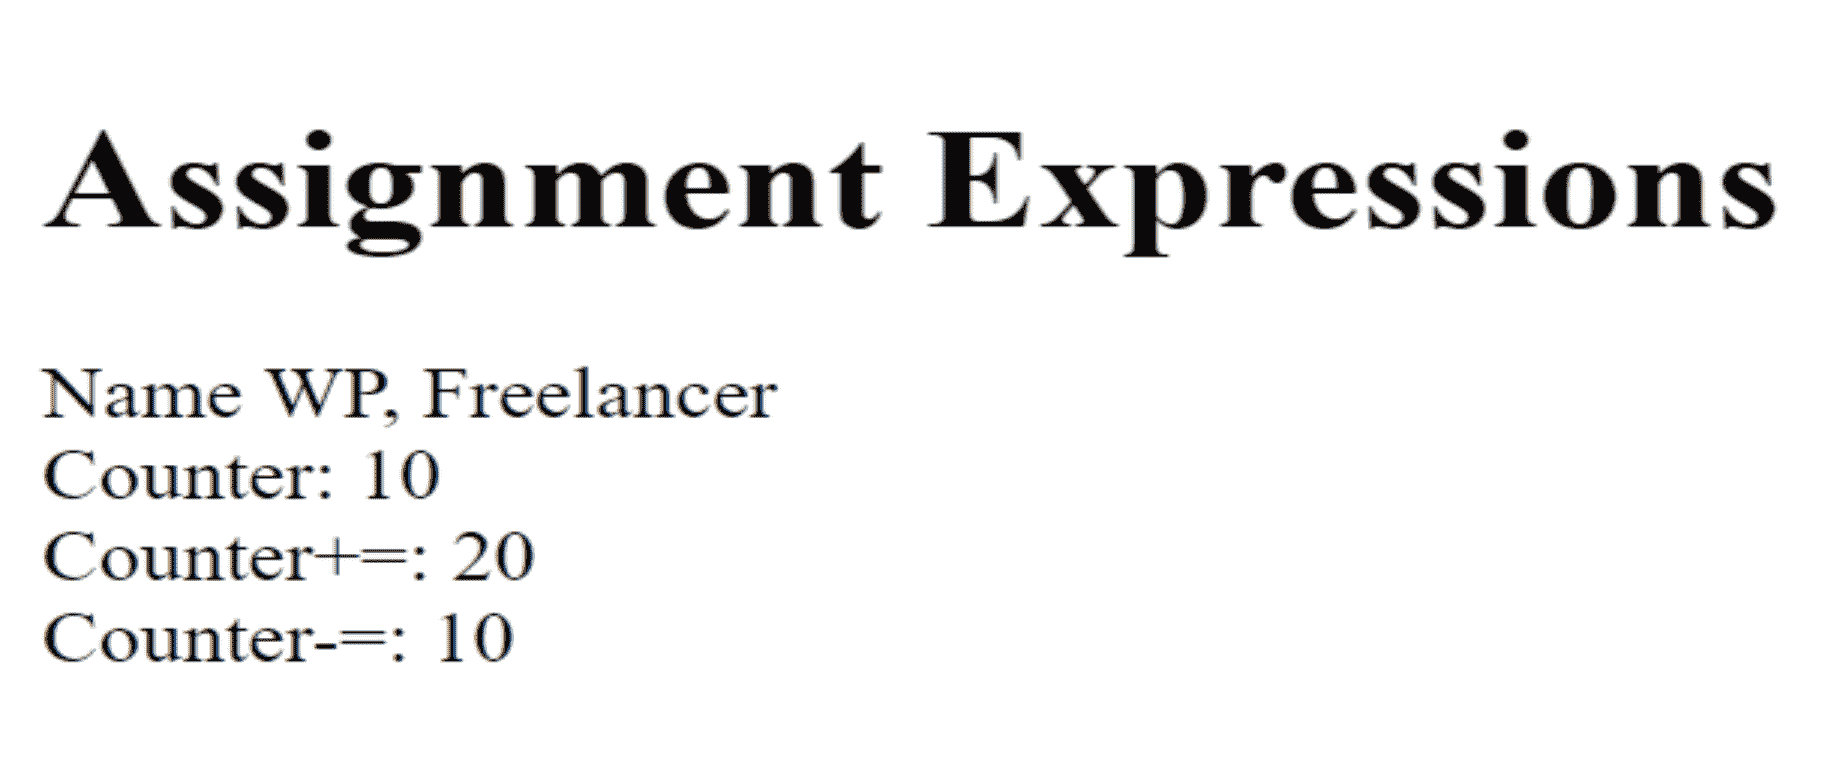 Assignment Expressions
Name WP, Freelancer
Counter: 10
Counter+=: 20
Counter-=: 10